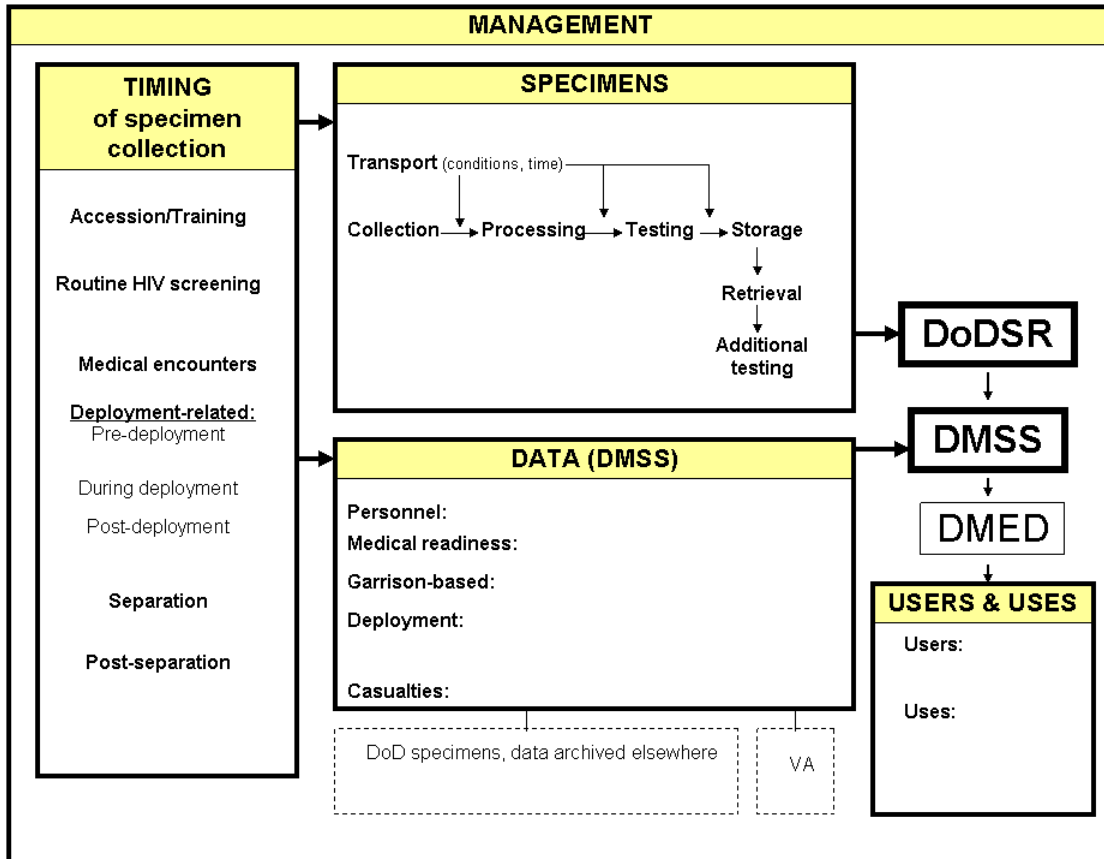 MANAGEMENT
TIMING
of specimen
collection
Accession/Training
Routine HIV screening
Medical encounters
Deployment-related:
Pre-deployment
During deployment
Post-deployment
Separation
Post-separation
SPECIMENS
Transport (conditions, time)
Collection Processing Testing Storage
Retrieval
Additional
testing
DATA (DMSS)
Personnel:
Medical readiness:
Garrison-based:
Deployment:
Casualties:
DoD specimens, data archived elsewhere
VA
DoDSR
DMSS
DMED
USERS & USES
Users:
Uses: